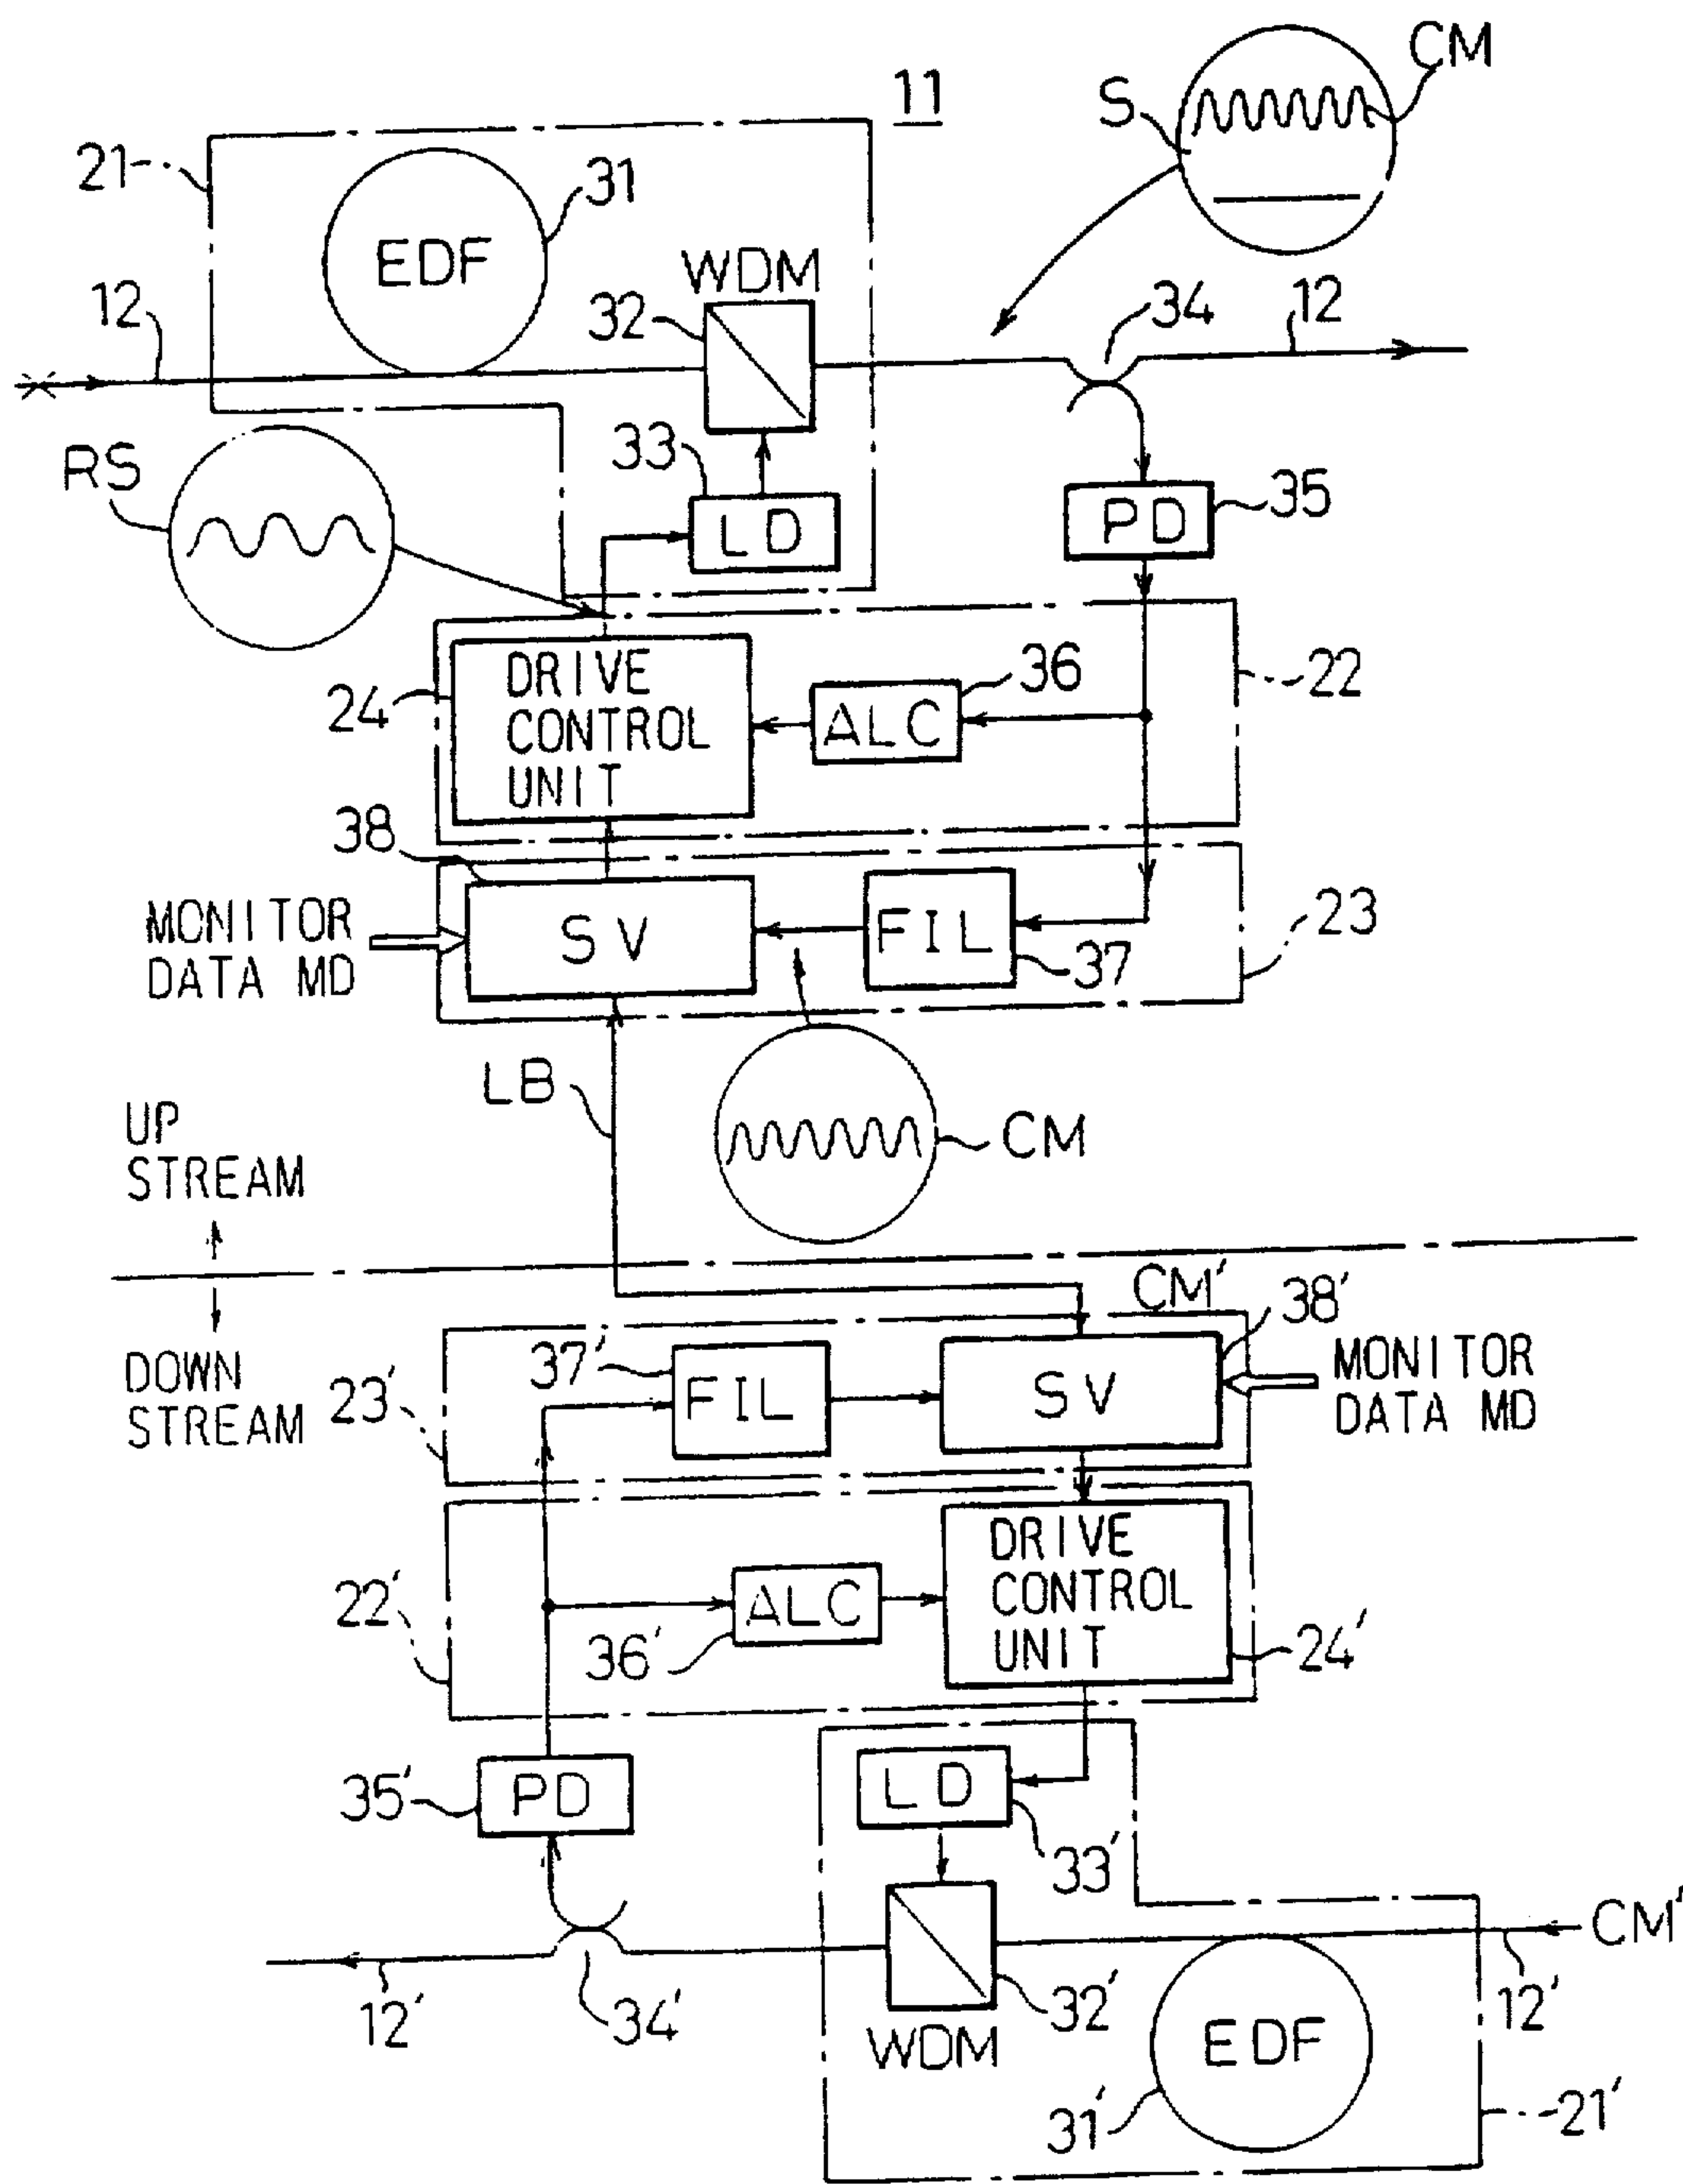 11
CM
S
21
31
EDF
WDM
12
32
34
12
RS
33
LD
PD
35
24
DRIVE
CONTROL
UNIT
36
ALC
22
38
MONITOR
DATA MD
SV
FIL
37
23
LB
CM
UP
STREAM
DOWN
STREAM
CM'
38'
37'
FIL
SV
MONITOR
DATA MD
23'
22'
ALC
36'
DRIVE
CONTROL
UNIT
24'
35'
PD
LD
33'
CM'
12'
34'
32'
12'
WDM
EDF
31'
21'